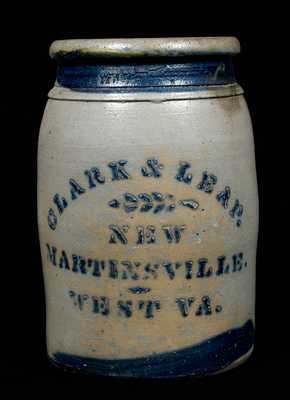 CLARK & LEAP.
NEW
MARTINSVILLE.
WEST VA.